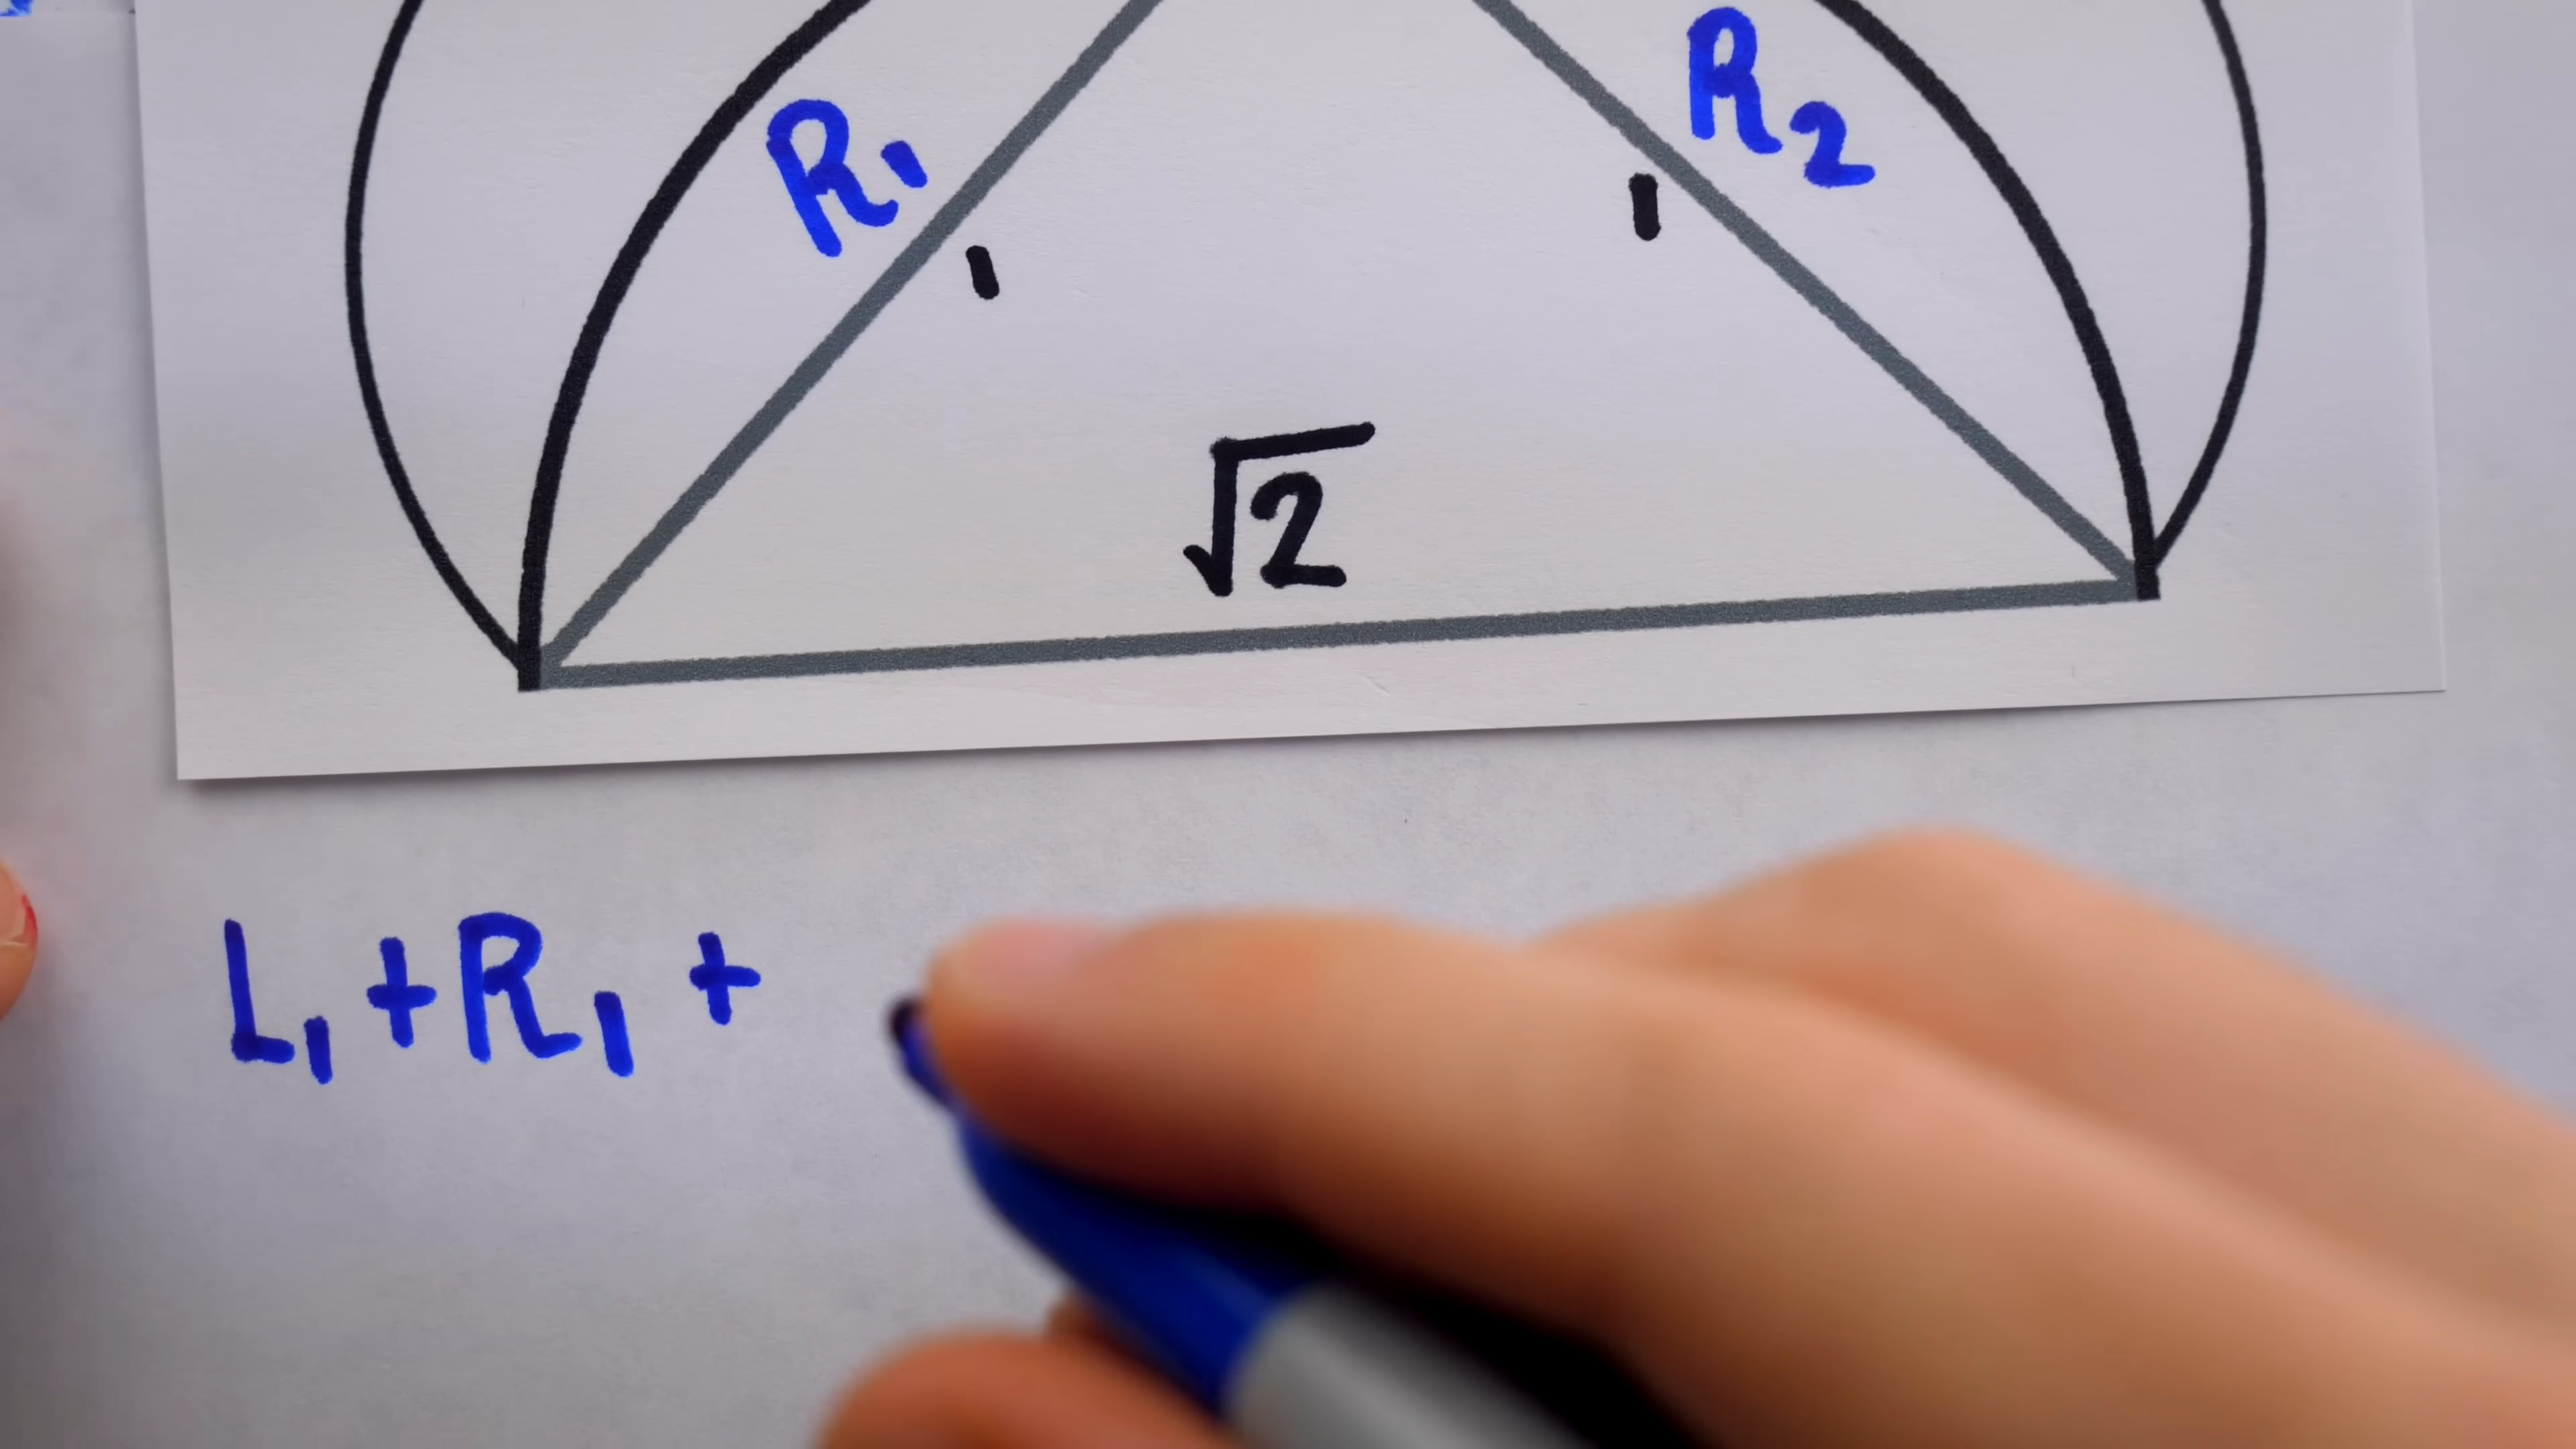 R₂
R₁
1
1
√2
L₁ + R₁ +